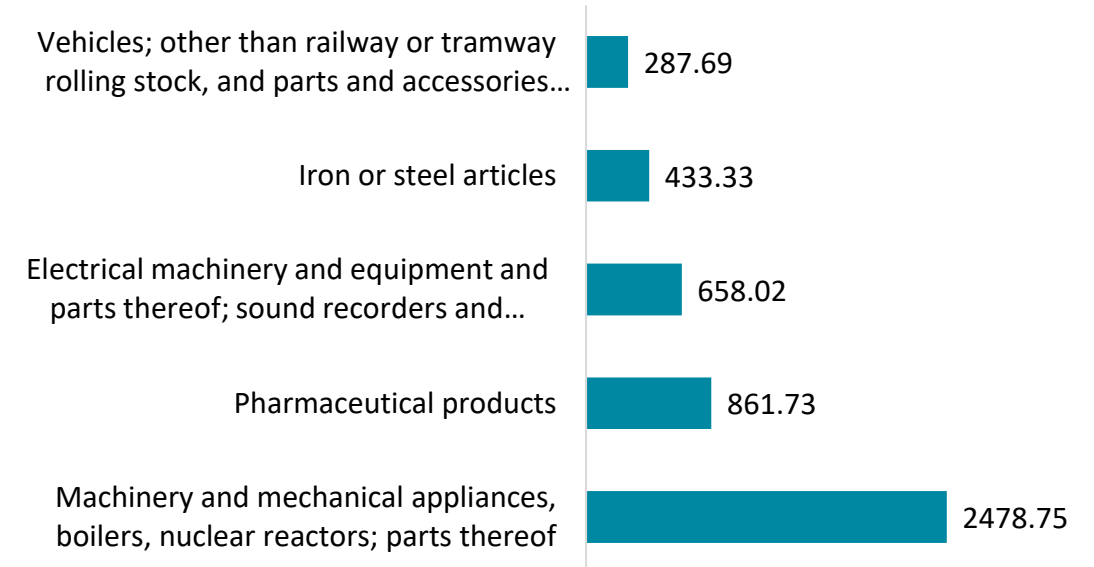 Vehicles; other than railway or tramway
rolling stock, and parts and accessories…
287.69
Iron or steel articles
433.33
Electrical machinery and equipment and
parts thereof; sound recorders and…
658.02
Pharmaceutical products
861.73
Machinery and mechanical appliances,
boilers, nuclear reactors; parts thereof
2478.75